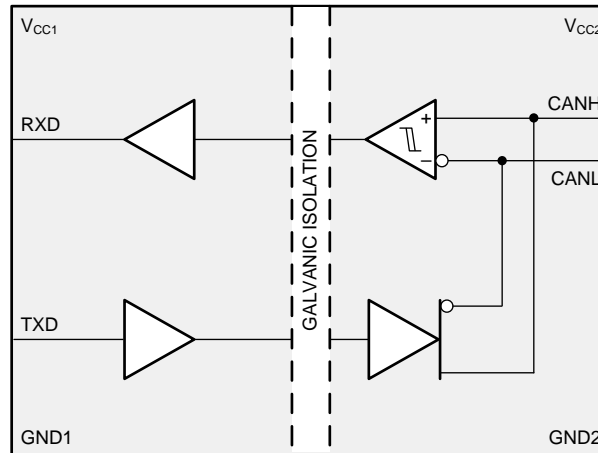 VCC1
VCC2
RXD
CANH
+
−
CANL
GALVANIC ISOLATION
TXD
GND1
GND2